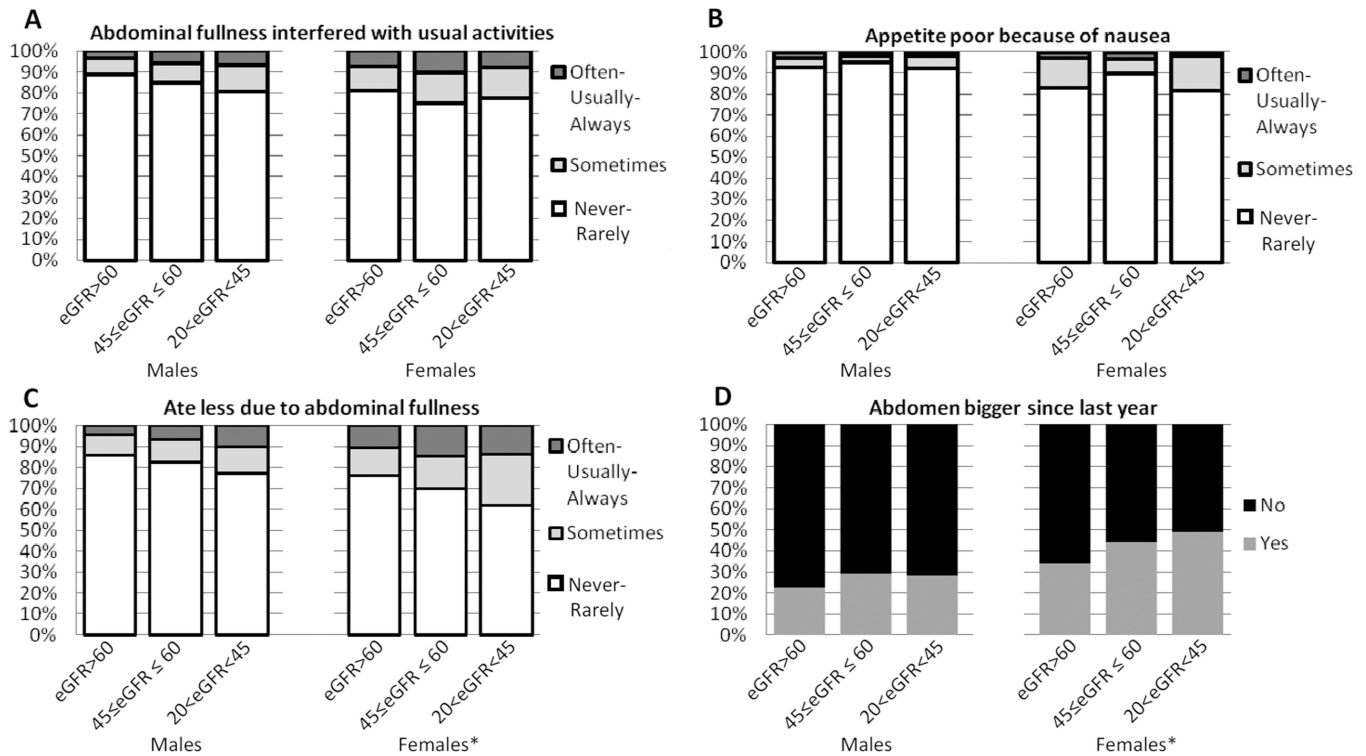 A
Abdominal fullness interfered with usual activities
100%
90%
80%
70%
60%
50%
40%
30%
20%
10%
0%
eGFR>60
45≤eGFR ≤ 60
20<eGFR<45
eGFR>60
45≤eGFR ≤ 60
20<eGFR<45
Males
Females
Often-
Usually-
Always
Sometimes
Never-
Rarely
B
Appetite poor because of nausea
100%
90%
80%
70%
60%
50%
40%
30%
20%
10%
0%
eGFR>60
45≤eGFR ≤ 60
20<eGFR<45
eGFR>60
45≤eGFR ≤ 60
20<eGFR<45
Males
Females
Often-
Usually-
Always
Sometimes
Never-
Rarely
C
Ate less due to abdominal fullness
100%
90%
80%
70%
60%
50%
40%
30%
20%
10%
0%
eGFR>60
45≤eGFR ≤ 60
20<eGFR<45
eGFR>60
45≤eGFR ≤ 60
20<eGFR<45
Males
Females*
Often-
Usually-
Always
Sometimes
Never-
Rarely
D
Abdomen bigger since last year
100%
90%
80%
70%
60%
50%
40%
30%
20%
10%
0%
eGFR>60
45≤eGFR ≤ 60
20<eGFR<45
eGFR>60
45≤eGFR ≤ 60
20<eGFR<45
Males
Females*
No
Yes